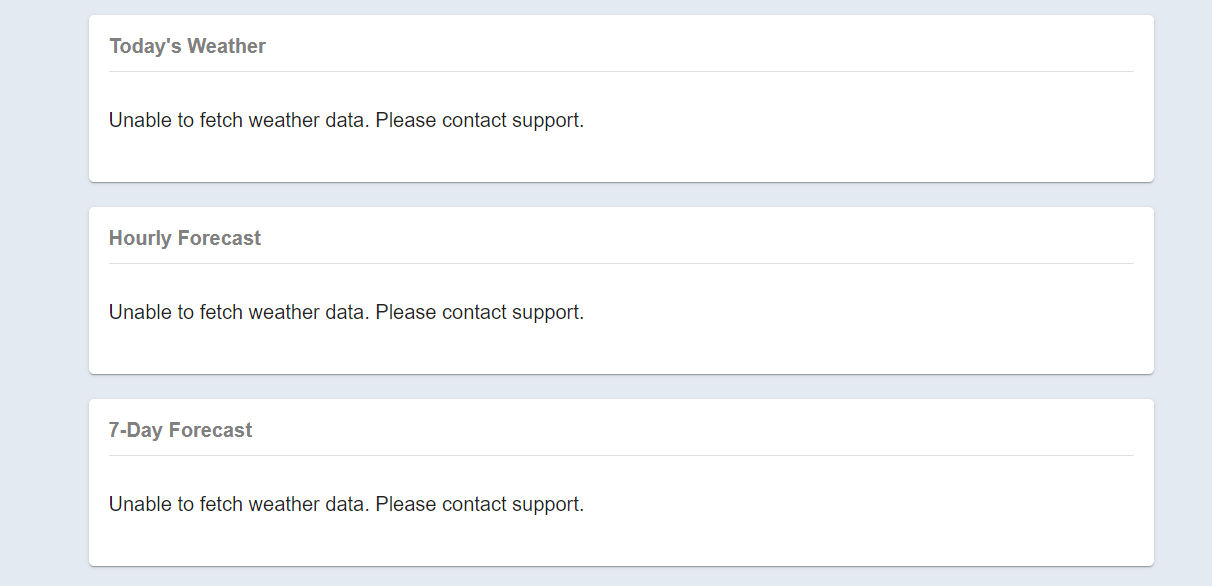 Today's Weather
Unable to fetch weather data. Please contact support.
Hourly Forecast
Unable to fetch weather data. Please contact support.
7-Day Forecast
Unable to fetch weather data. Please contact support.